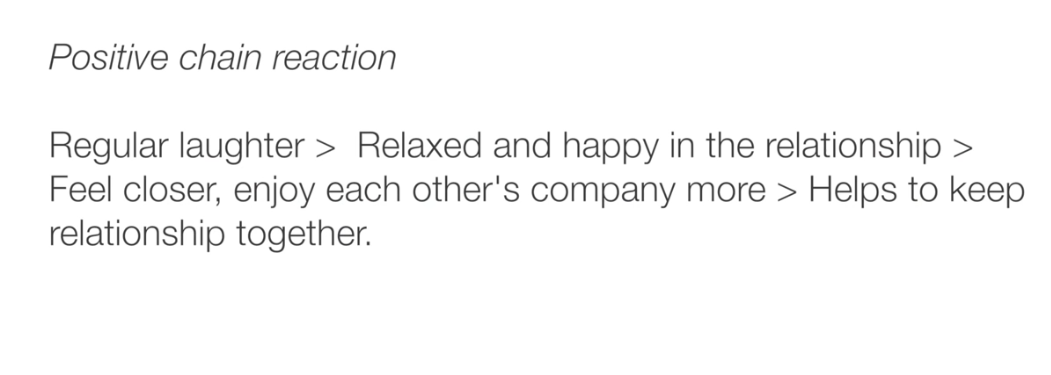 Positive chain reaction
Regular laughter >  Relaxed and happy in the relationship >
Feel closer, enjoy each other's company more > Helps to keep
relationship together.